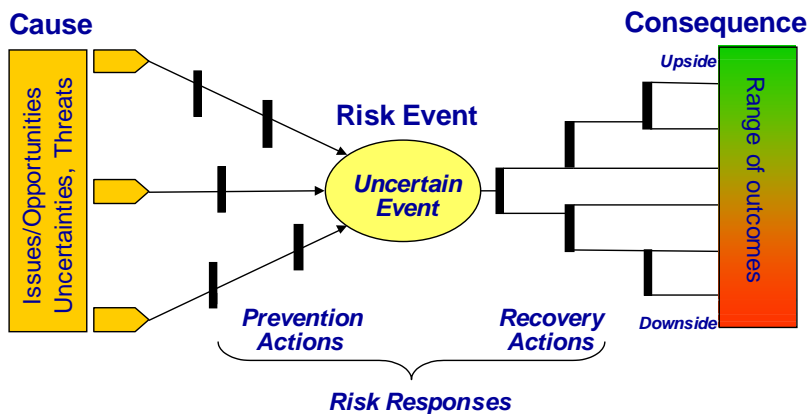 Cause
Consequence
Issues/Opportunities
Uncertainties, Threats
Risk Event
Uncertain
Event
Upside
Range of outcomes
Downside
Prevention
Actions
Recovery
Actions
Risk Responses